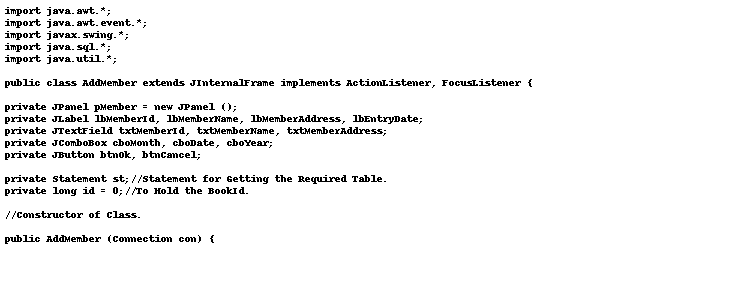 import java.awt.*;
import java.awt.event.*;
import javax.swing.*;
import java.sql.*;
import java.util.*;
public class AddMember extends JInternalFrame implements ActionListener, FocusListener {
private JPanel pMember = new JPanel ();
private JLabel lbMemberId, lbMemberName, lbMemberAddress, lbEntryDate;
private JTextField txtMemberId, txtMemberName, txtMemberAddress;
private JComboBox cboMonth, cboDate, cboYear;
private JButton btnOk, btnCancel;
private Statement st;//Statement for Getting the Required Table.
private long id = 0;//To Hold the BookId.
//Constructor of Class.
public AddMember (Connection con) {